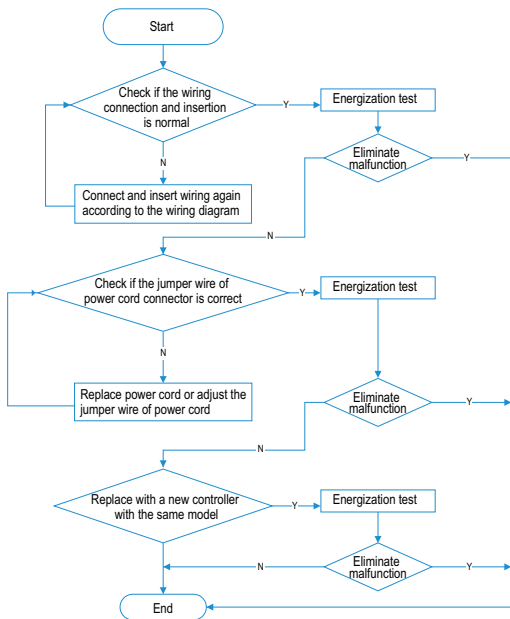 Start
Check if the wiring
connection and insertion
is normal
Y
Energization test
N
Eliminate
malfunction
Y
Connect and insert wiring again
according to the wiring diagram
N
Check if the jumper wire of
power cord connector is correct
Y
Energization test
N
Replace power cord or adjust the
jumper wire of power cord
Eliminate
malfunction
Y
N
Replace with a new controller
with the same model
Y
Energization test
N
Eliminate
malfunction
Y
End